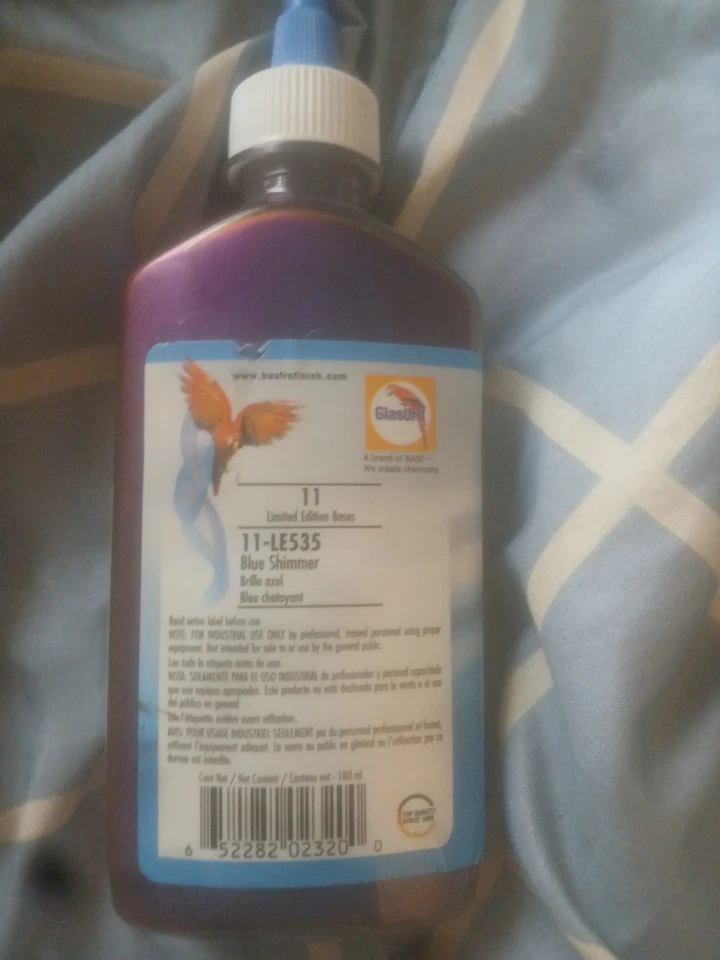 www.basfrefinish.com
Glasurit
A brand of BASF –
We create chemistry
11
Limited Edition Bases
11-LE535
Blue Shimmer
Brillo azul
Bleu chatoyant
Read entire label before use.
NOTE: FOR INDUSTRIAL USE ONLY by professional, trained personnel using proper
equipment. Not intended for sale to or use by the general public.
Lea toda la etiqueta antes de usar.
NOTA: SOLAMENTE PARA EL USO INDUSTRIAL de profesionales y personal capacitado
que use equipos apropiados. Este producto no está destinado para la venta o el uso
del público en general.
l'étiquette entière avant utilisation.
AVIS: POUR USAGE INDUSTRIEL SEULEMENT par du personnel professionnel et formé,
utilisant l'équipement adéquat. La vente au public en général ou l'utilisation par ce
dernier est interdite.
Cont Net / Net Content / Contenu net - 180 ml
6 52282 02320 0
TOP QUALITY
SINCE 1888